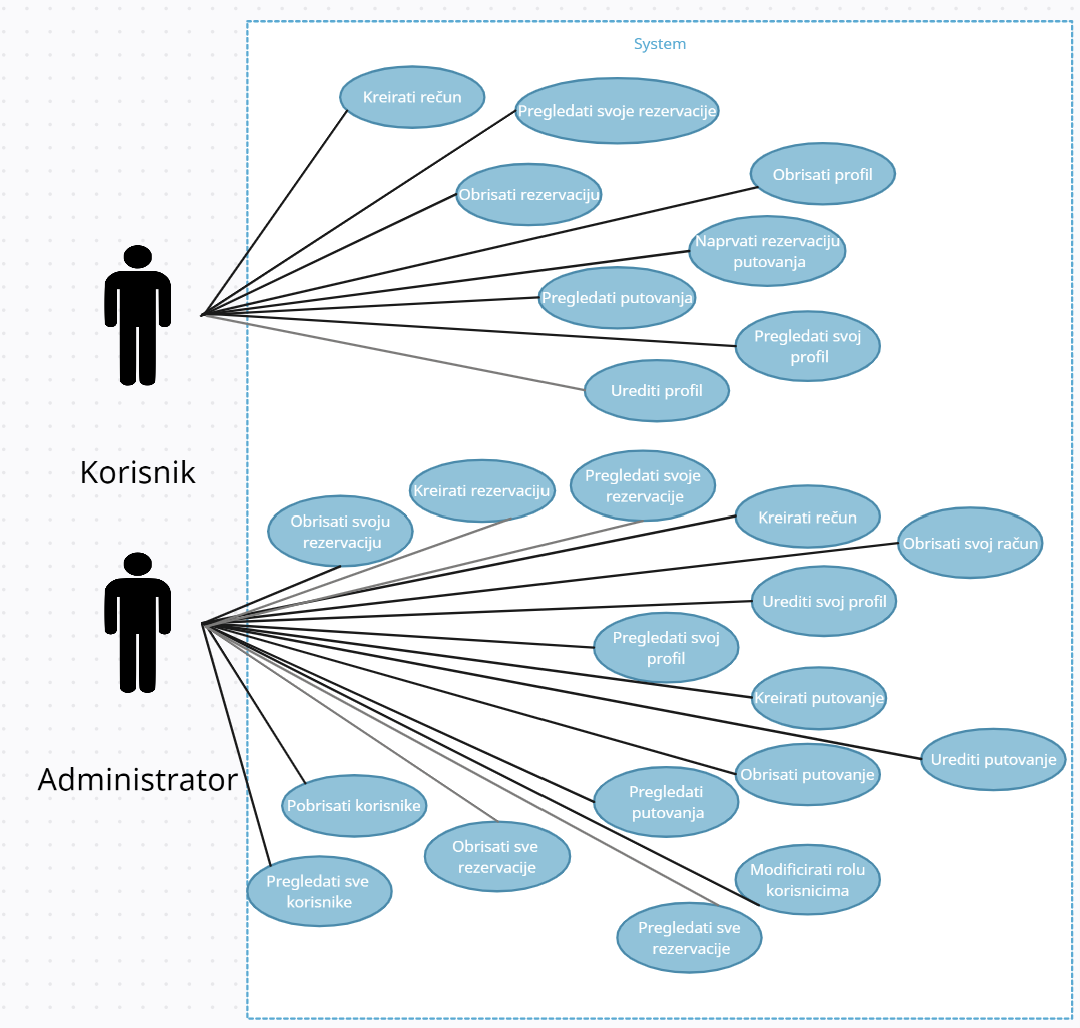 System
Kreirati rečun
Pregledati svoje rezervacije
Obrisati profil
Obrisati rezervaciju
Naprvati rezervaciju
putovanja
Pregledati putovanja
Pregledati svoj
profil
Urediti profil
Korisnik
Kreirati rezervaciju
Pregledati svoje
rezervacije
Obrisati svoju
rezervaciju
Kreirati rečun
Obrisati svoj račun
Urediti svoj profil
Pregledati svoj
profil
Kreirati putovanje
Urediti putovanje
Administrator
Obrisati putovanje
Pregledati
putovanja
Pobrisati korisnike
Obrisati sve
rezervacije
Modificirati rolu
korisnicima
Pregledati sve
korisnike
Pregledati sve
rezervacije